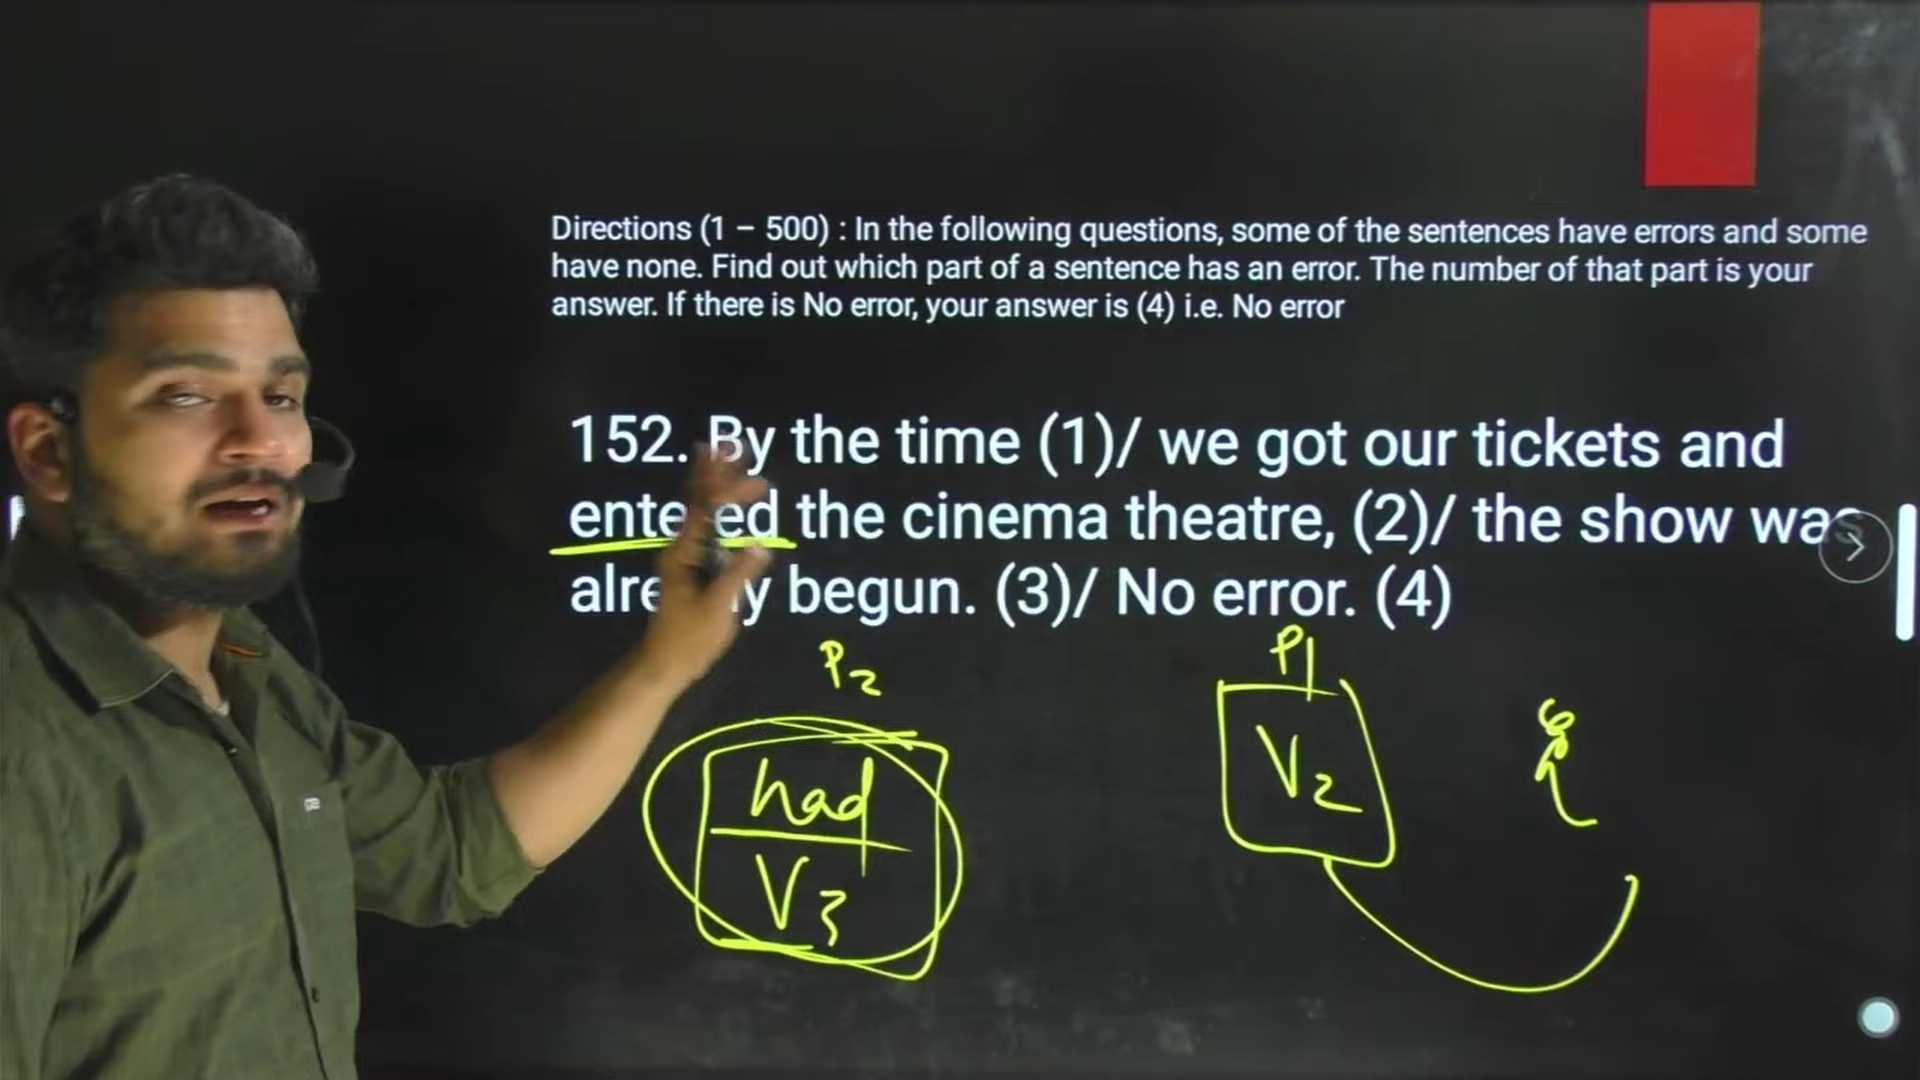 Directions (1 – 500) : In the following questions, some of the sentences have errors and some
have none. Find out which part of a sentence has an error. The number of that part is your
answer. If there is No error, your answer is (4) i.e. No error
152. By the time (1)/ we got our tickets and
entered the cinema theatre, (2)/ the show was
already begun. (3)/ No error. (4)
P2
P1
had
V3
V2